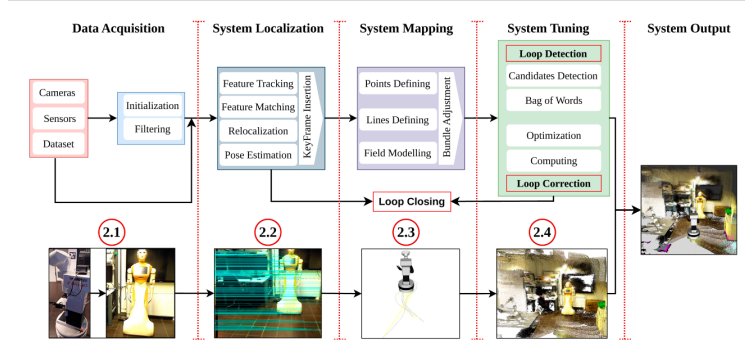 Data Acquisition
System Localization
System Mapping
System Tuning
System Output
Cameras
Sensors
Dataset
Initialization
Filtering
Feature Tracking
Feature Matching
Relocalization
Pose Estimation
KeyFrame Insertion
Points Defining
Lines Defining
Field Modelling
Bundle Adjustment
Loop Detection
Candidates Detection
Bag of Words
Optimization
Computing
Loop Correction
Loop Closing
2.1
2.2
2.3
2.4